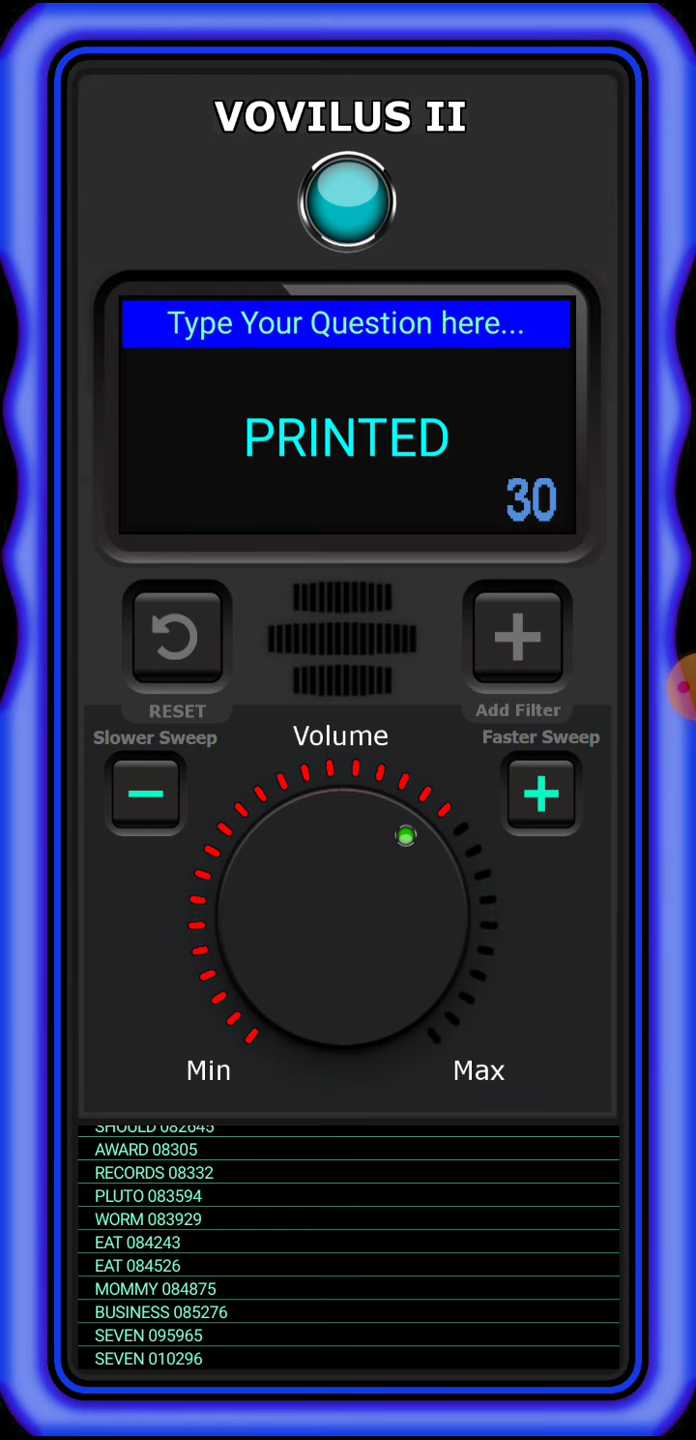 VOVILUS II
Type Your Question here...
PRINTED
30
RESET
Add Filter
Slower Sweep
Volume
Faster Sweep
Min
Max
SHOULD 082645
AWARD 08305
RECORDS 08332
PLUTO 083594
WORM 083929
EAT 084243
EAT 084526
MOMMY 084875
BUSINESS 085276
SEVEN 095965
SEVEN 010296